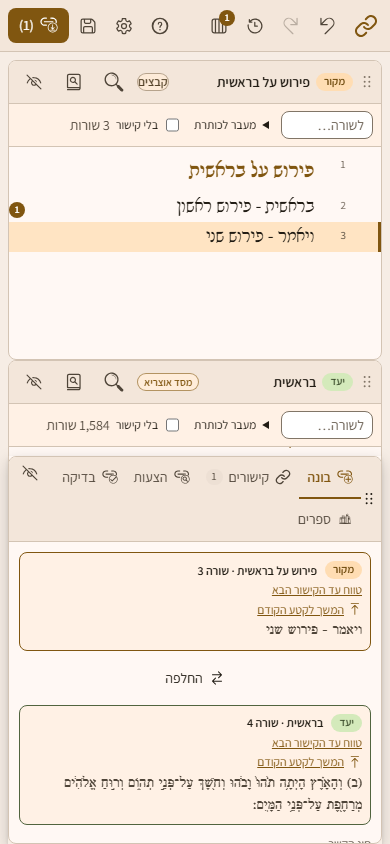 1
(1)
מקור
פירוש על בראשית
קבצים
לשורה...
מעבר לכותרת
בלי קישור
3 שורות
1 פירוש על בראשית
2 בראשית - פירוש ראשון
1
3 ויאמר - פירוש שני
יעד
בראשית
מסד אוצריא
לשורה...
מעבר לכותרת
בלי קישור
1,584 שורות
בונה
קישורים 1
הצעות
בדיקה
ספרים
מקור
פירוש על בראשית · שורה 3
טווח עד הקישור הבא
המשך לקטע הקודם
ויאמר - פירוש שני
החלפה
יעד
בראשית · שורה 4
טווח עד הקישור הבא
המשך לקטע הקודם
(ב) וְהָאָ֗רֶץ הָיְתָ֥ה תֹ֙הוּ֙ וָבֹ֔הוּ וְחֹ֖שֶׁךְ עַל־פְּנֵ֣י תְה֑וֹם וְר֣וּחַ אֱלֹהִ֔ים
מְרַחֶ֖פֶת עַל־פְּנֵ֥י הַמָּֽיִם׃